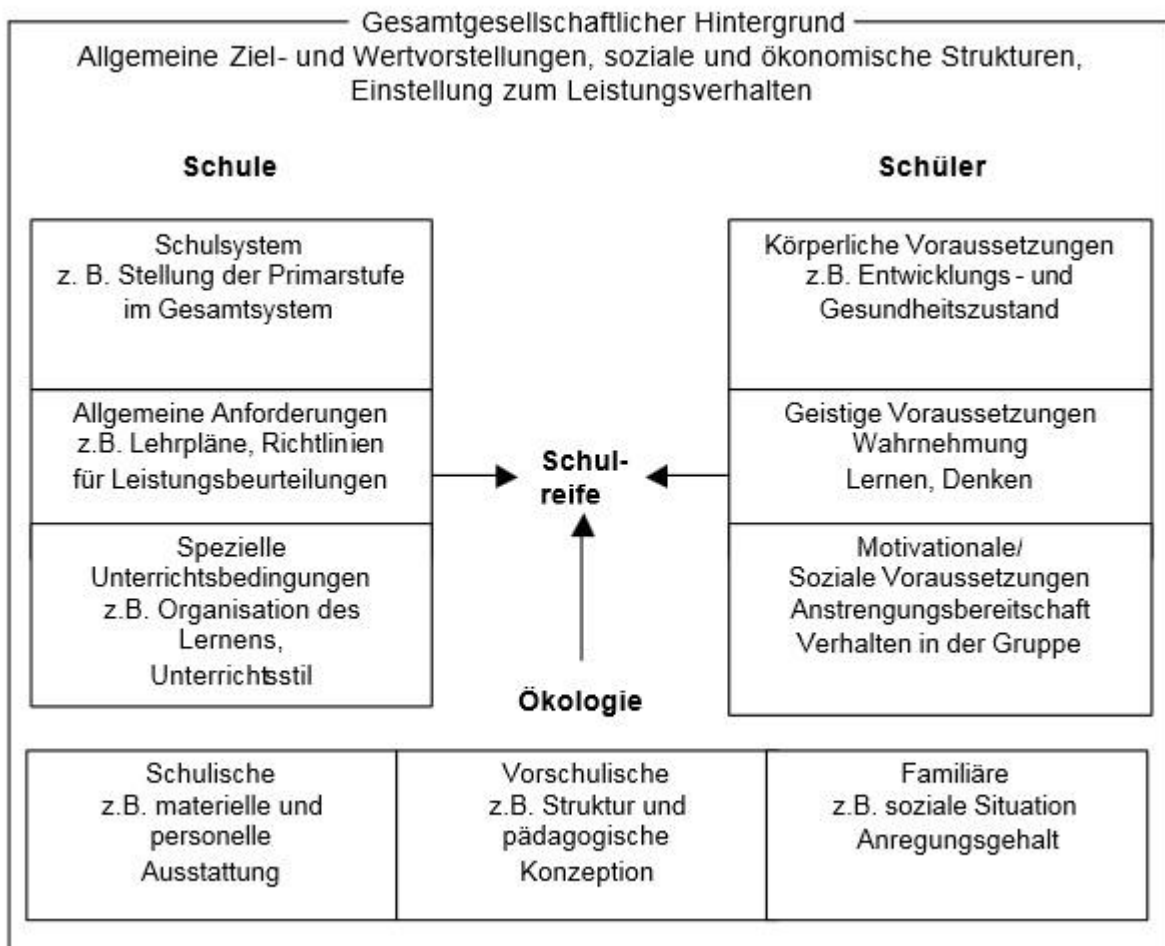 Gesamtgesellschaftlicher Hintergrund
Allgemeine Ziel- und Wertvorstellungen, soziale und ökonomische Strukturen,
Einstellung zum Leistungsverhalten
Schule
Schulsystem
z. B. Stellung der Primarstufe
im Gesamtsystem
Allgemeine Anforderungen
z.B. Lehrpläne, Richtlinien
für Leistungsbeurteilungen
Spezielle
Unterrichtsbedingungen
z.B. Organisation des
Lernens,
Unterrichtsstil
Schul-
reife
Schüler
Körperliche Voraussetzungen
z.B. Entwicklungs- und
Gesundheitszustand
Geistige Voraussetzungen
Wahrnehmung
Lernen, Denken
Motivationale/
Soziale Voraussetzungen
Anstrengungsbereitschaft
Verhalten in der Gruppe
Ökologie
Schulische
z.B. materielle und
personelle
Ausstattung
Vorschulische
z.B. Struktur und
pädagogische
Konzeption
Familiäre
z.B. soziale Situation
Anregungsgehalt